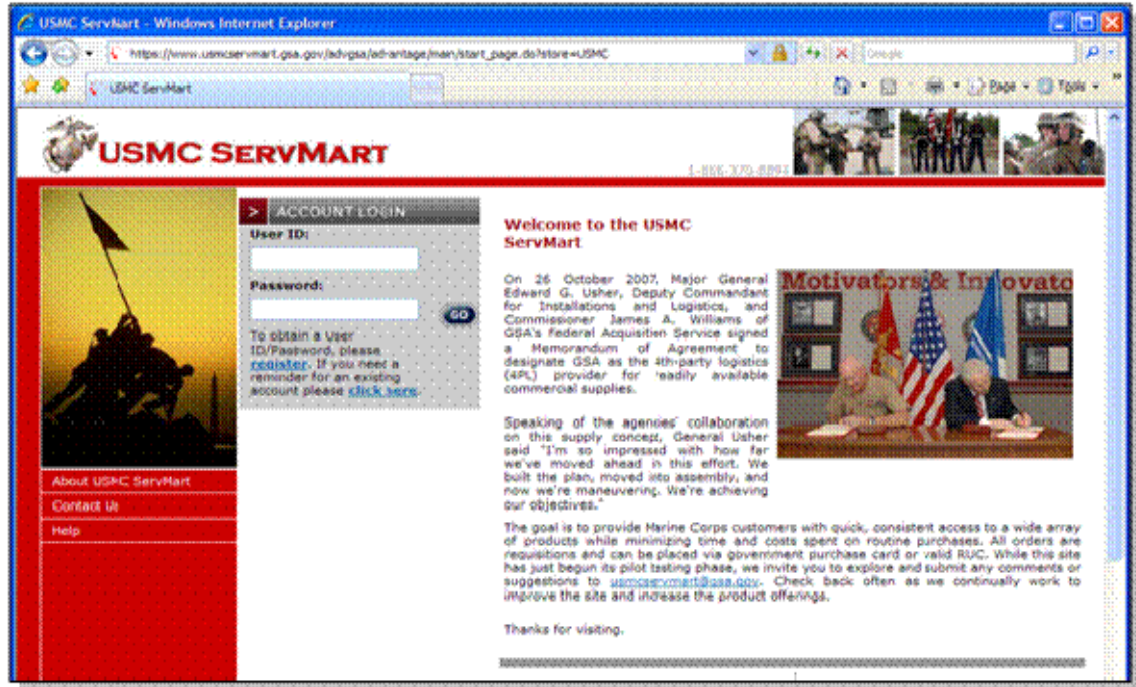 USMC ServMart - Windows Internet Explorer
https://www.usmcservmart.gsa.gov/advgsa/advantage/main/start_page.do?store=USMC
Google
USMC ServMart
Page
Tools
USMC SERVMART
ACCOUNT LOGIN
User ID:
Password:
GO
To obtain a User
ID/Password, please
register. If you need a
reminder for an existing
account please click here.
About USMC ServMart
Contact Us
Help
Welcome to the USMC
ServMart
On 26 October 2007, Major General
Edward G. Usher, Deputy Commandant
for Installations and Logistics, and
Commissioner James A. Williams of
GSA's Federal Acquisition Service signed
a Memorandum of Agreement to
designate GSA as the 4th-party logistics
(4PL) provider for readily available
commercial supplies.
Motivators & Innovato
Speaking of the agencies' collaboration
on this supply concept, General Usher
said "I'm so impressed with how far
we've moved ahead in this effort. We
built the plan, moved into assembly, and
now we're maneuvering. We're achieving
our objectives."
The goal is to provide Marine Corps customers with quick, consistent access to a wide array
of products while minimizing time and costs spent on routine purchases. All orders are
requisitions and can be placed via government purchase card or valid RUC. While this site
has just begun its pilot testing phase, we invite you to explore and submit any comments or
suggestions to usmcservmart@gsa.gov. Check back often as we continually work to
improve the site and increase the product offerings.
Thanks for visiting.